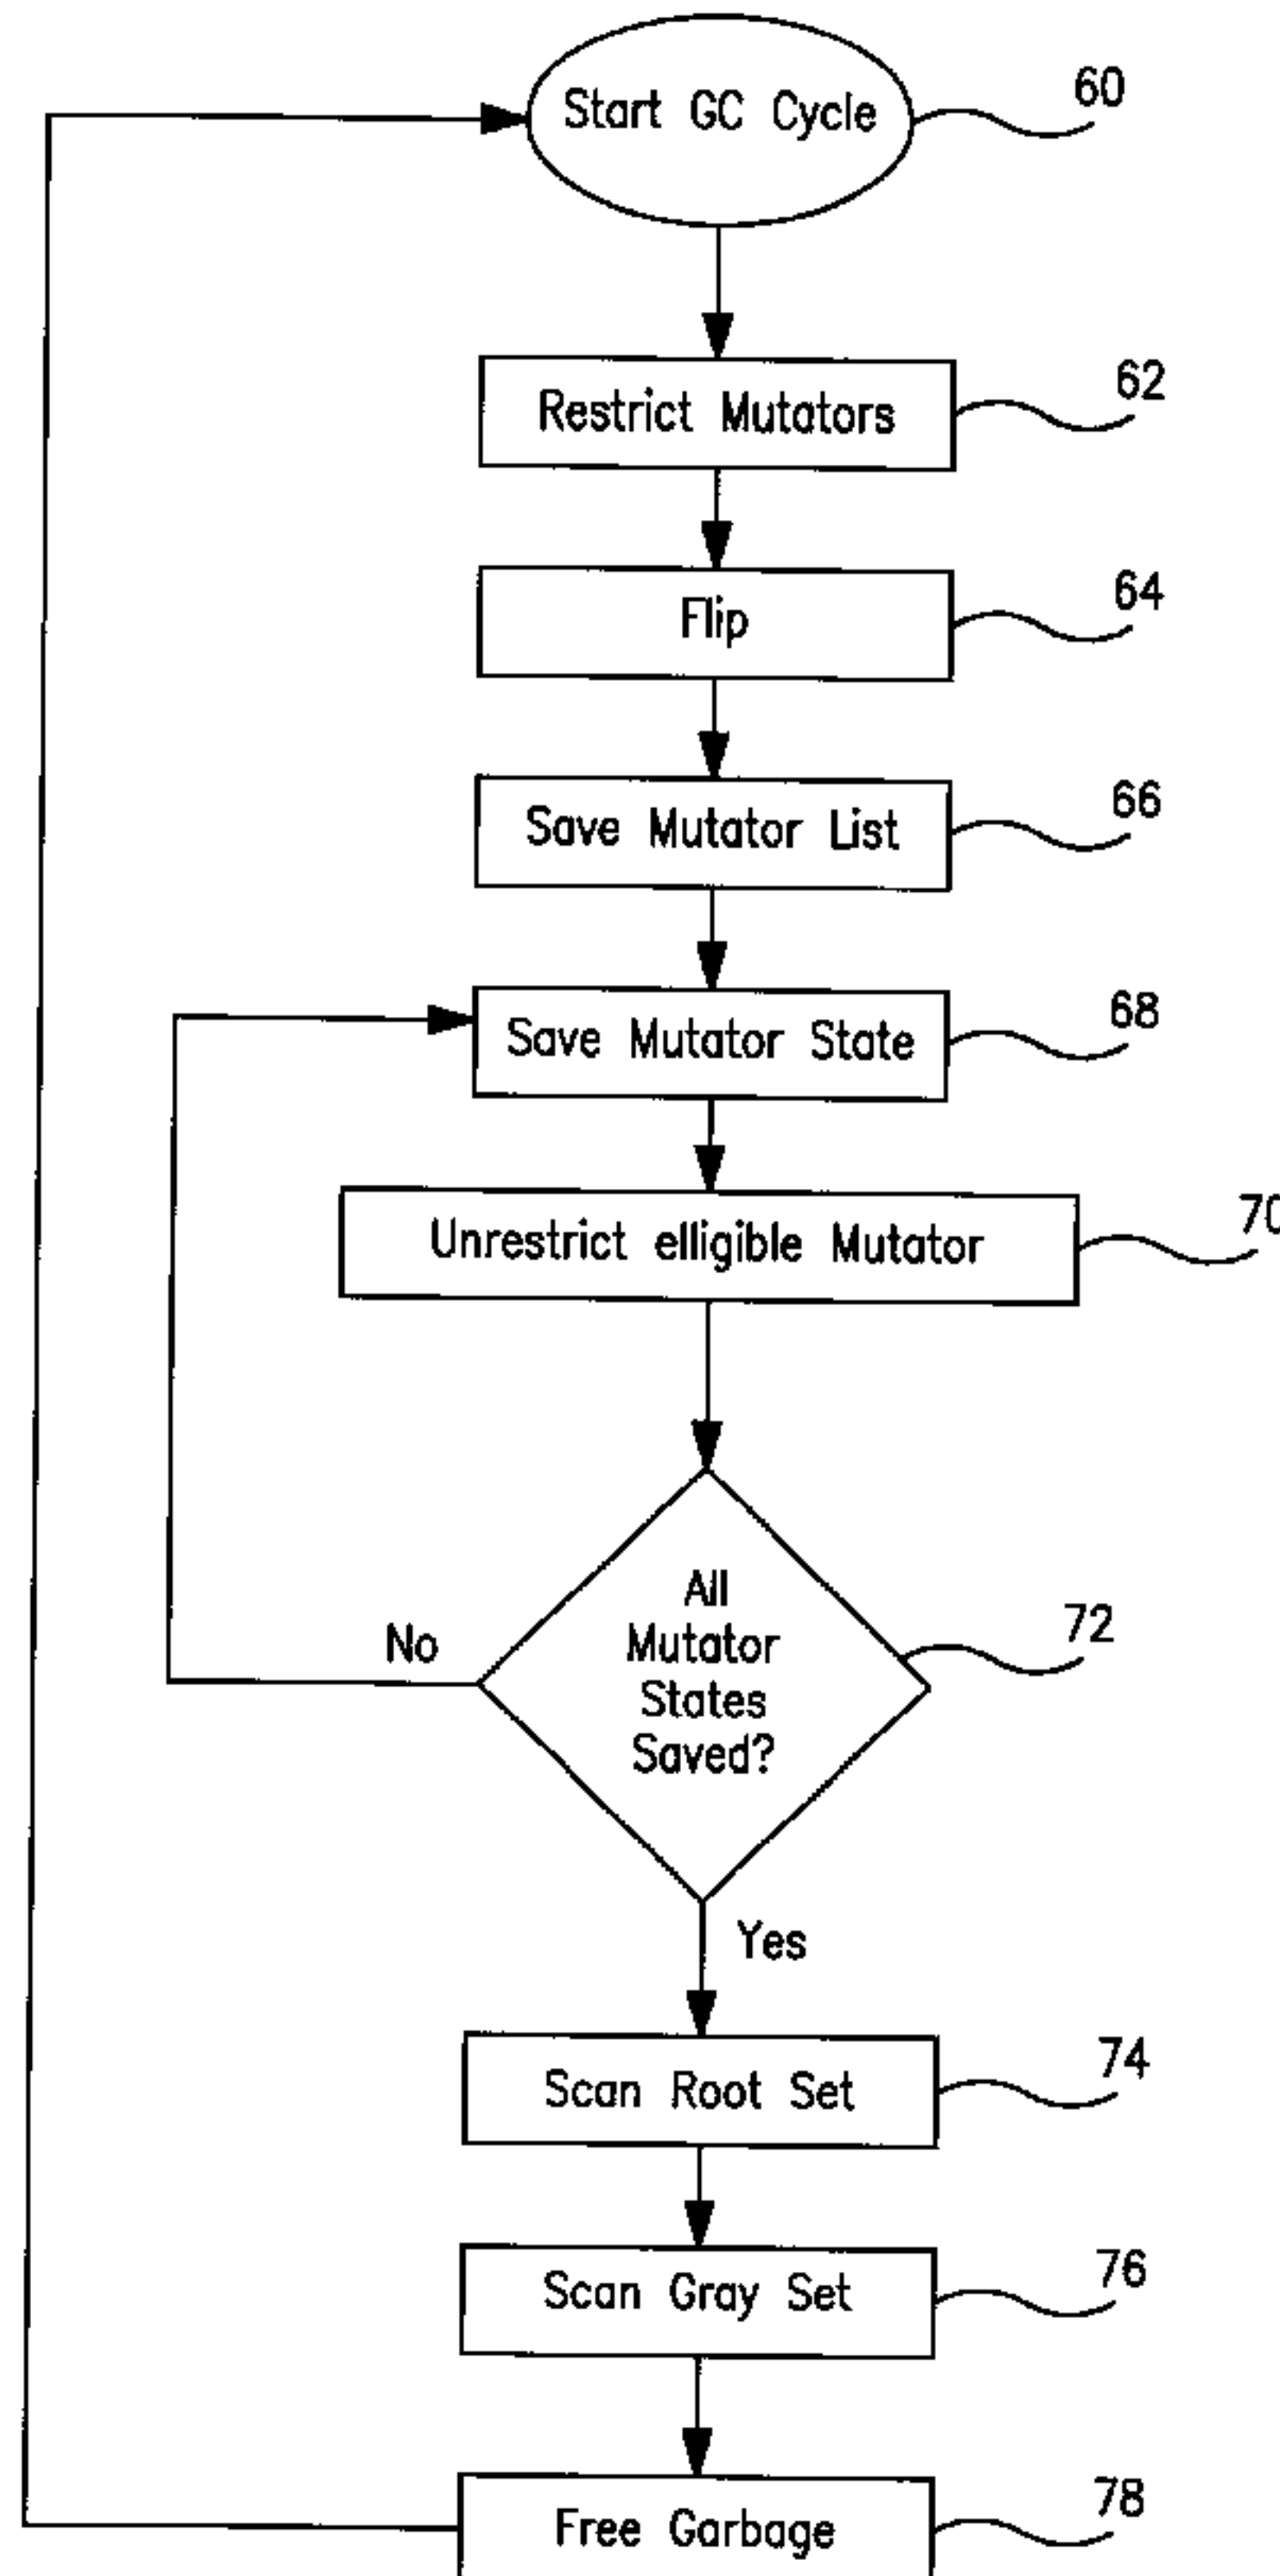 Start GC Cycle
60
Restrict Mutators
62
Flip
64
Save Mutator List
66
Save Mutator State
68
Unrestrict elligible Mutator
70
All
Mutator
States
Saved?
72
No
Yes
Scan Root Set
74
Scan Gray Set
76
Free Garbage
78